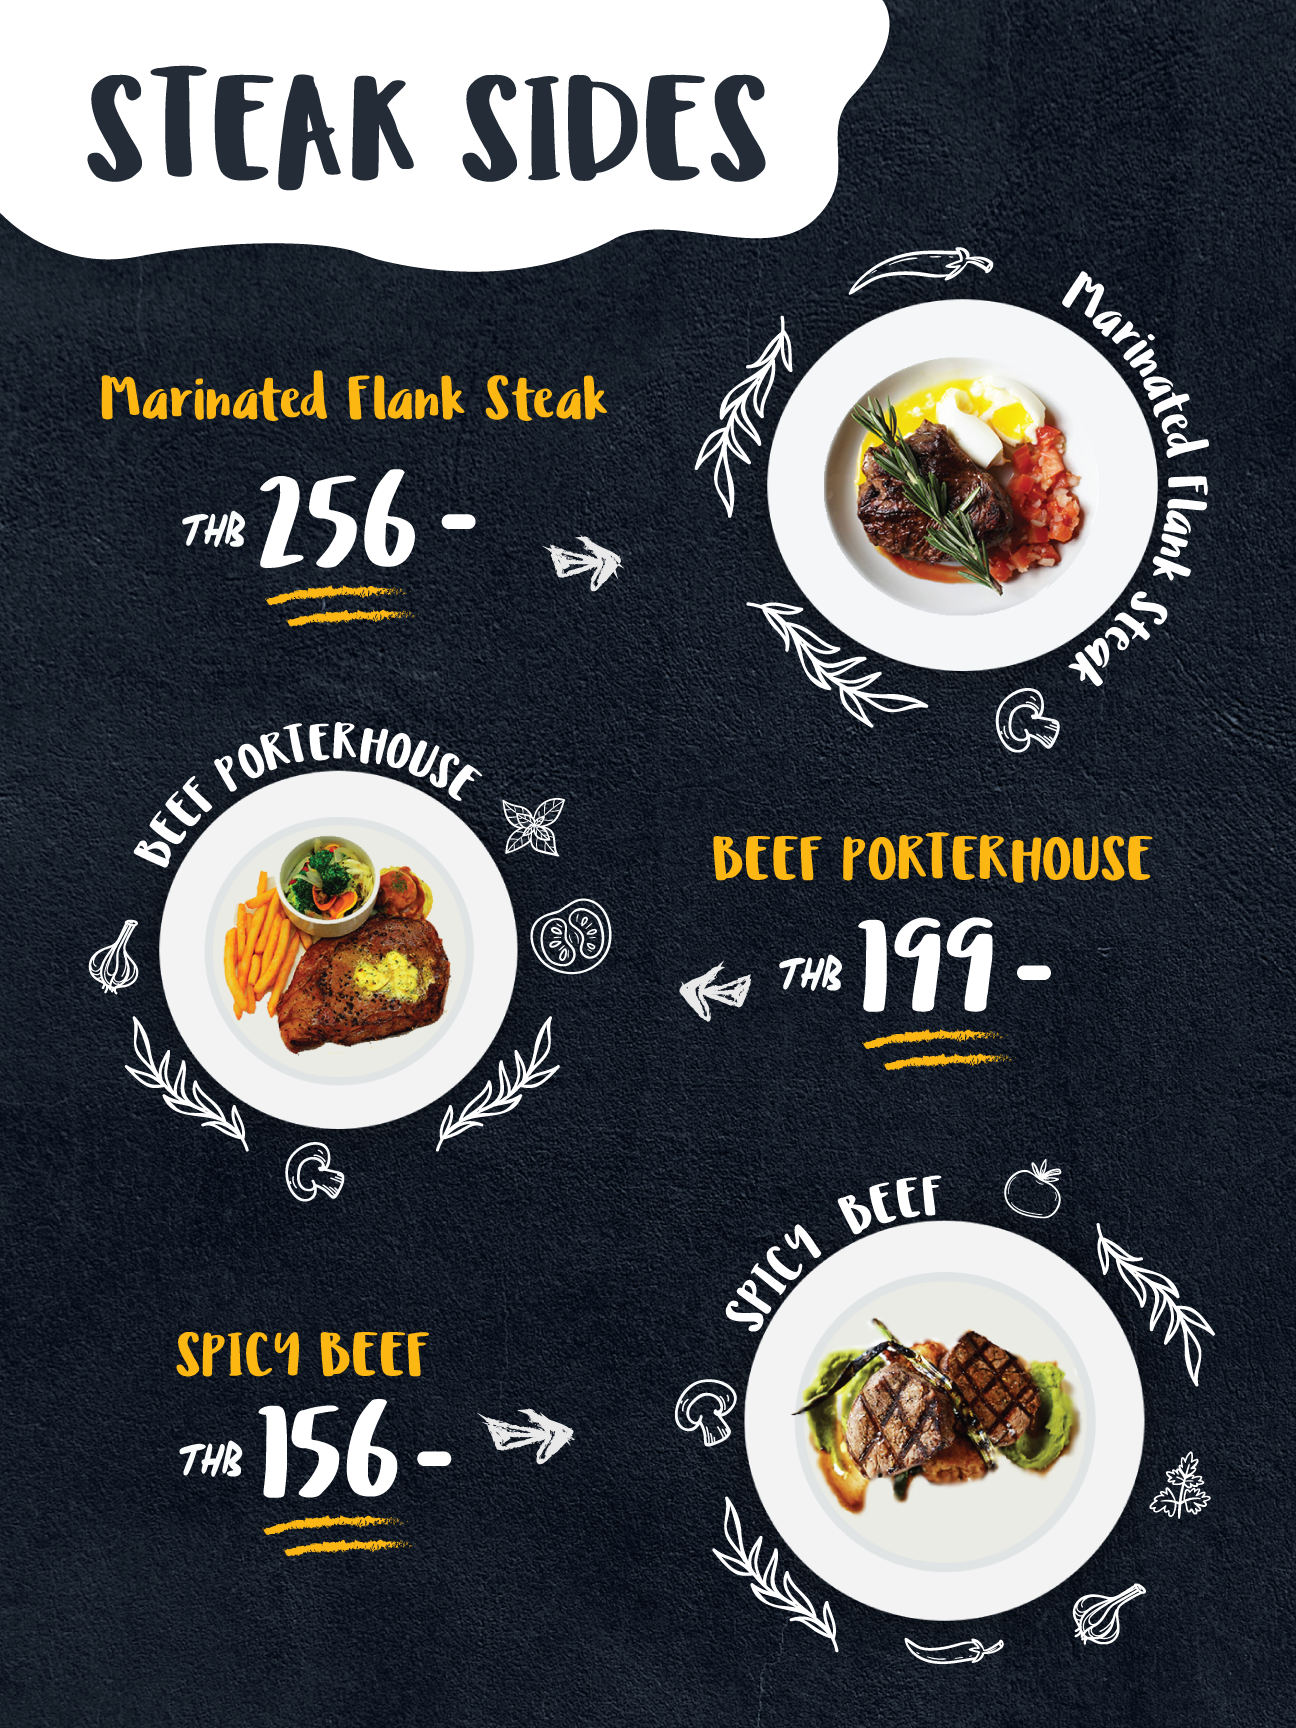 STEAK SIDES
Marinated Flank Steak
Marinated Flank Steak
THB 256 -
BEEF PORTERHOUSE
BEEF PORTERHOUSE
THB 199 -
SPICY BEEF
SPICY BEEF
THB 156 -